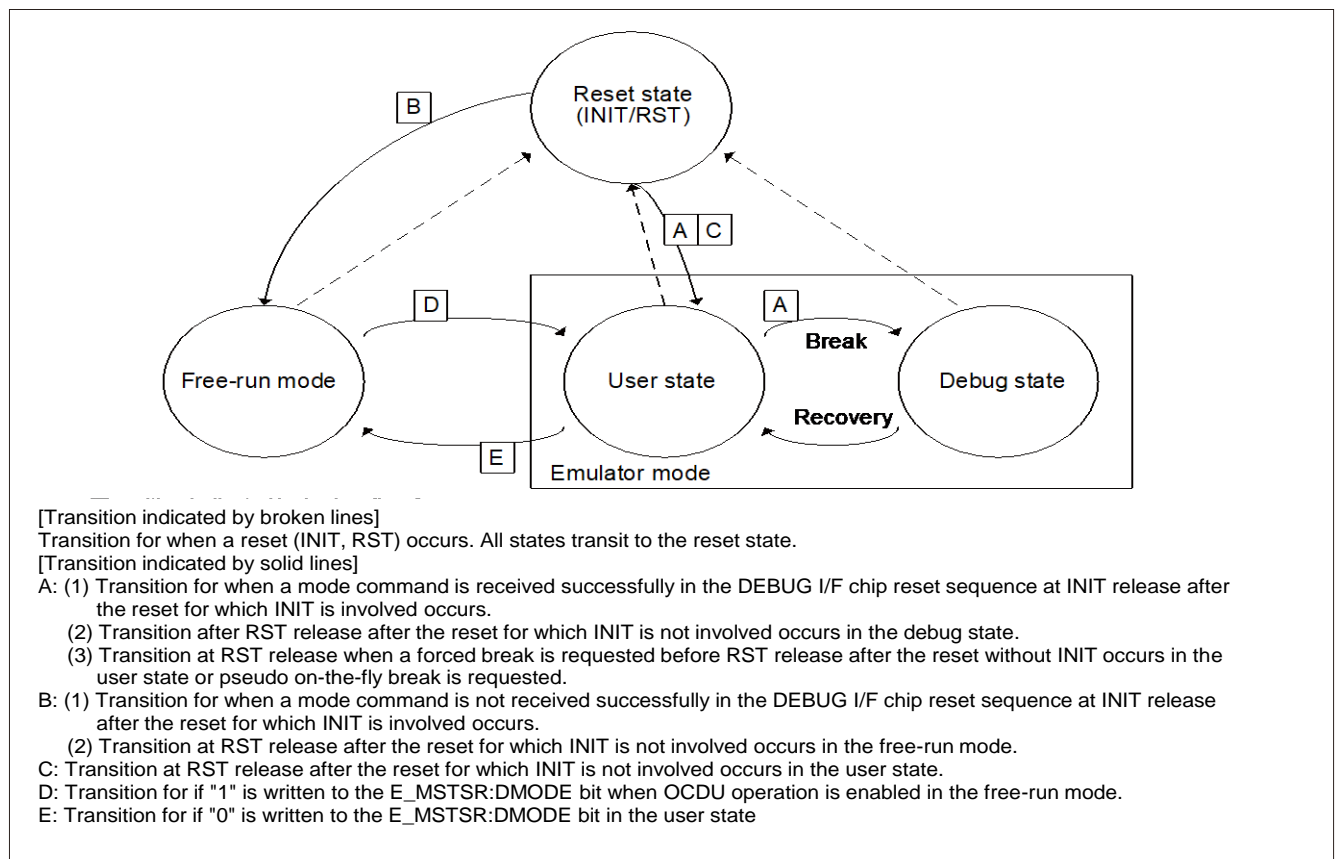 Reset state
(INIT/RST)
B
A C
D
A
Break
Free-run mode
User state
Debug state
Recovery
E
Emulator mode
[Transition indicated by broken lines]
Transition for when a reset (INIT, RST) occurs. All states transit to the reset state.
[Transition indicated by solid lines]
A: (1) Transition for when a mode command is received successfully in the DEBUG I/F chip reset sequence at INIT release after
the reset for which INIT is involved occurs.
(2) Transition after RST release after the reset for which INIT is not involved occurs in the debug state.
(3) Transition at RST release when a forced break is requested before RST release after the reset without INIT occurs in the
user state or pseudo on-the-fly break is requested.
B: (1) Transition for when a mode command is not received successfully in the DEBUG I/F chip reset sequence at INIT release
after the reset for which INIT is involved occurs.
(2) Transition at RST release after the reset for which INIT is not involved occurs in the free-run mode.
C: Transition at RST release after the reset for which INIT is not involved occurs in the user state.
D: Transition for if "1" is written to the E_MSTSR:DMODE bit when OCDU operation is enabled in the free-run mode.
E: Transition for if "0" is written to the E_MSTSR:DMODE bit in the user state